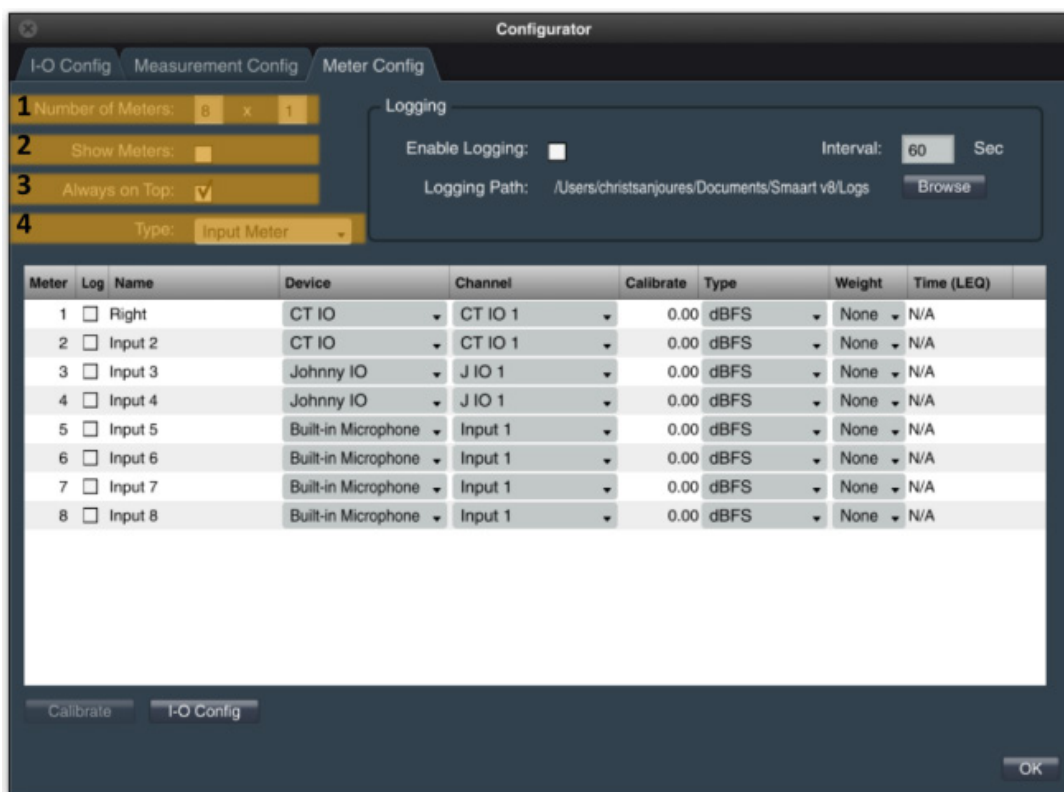 Configurator
I-O Config Measurement Config Meter Config
1 Number of Meters: 8 x 1
2 Show Meters:
3 Always on Top:
4 Type: Input Meter
Logging
Enable Logging: Interval: 60 Sec
Logging Path: /Users/christsanjoures/Documents/Smaart v8/Logs Browse
Meter Log Name Device Channel Calibrate Type Weight Time (LEQ)
1 Right CT IO CT IO 1 0.00 dBFS None N/A
2 Input 2 CT IO CT IO 1 0.00 dBFS None N/A
3 Input 3 Johnny IO J IO 1 0.00 dBFS None N/A
4 Input 4 Johnny IO J IO 1 0.00 dBFS None N/A
5 Input 5 Built-in Microphone Input 1 0.00 dBFS None N/A
6 Input 6 Built-in Microphone Input 1 0.00 dBFS None N/A
7 Input 7 Built-in Microphone Input 1 0.00 dBFS None N/A
8 Input 8 Built-in Microphone Input 1 0.00 dBFS None N/A
Calibrate I-O Config
OK